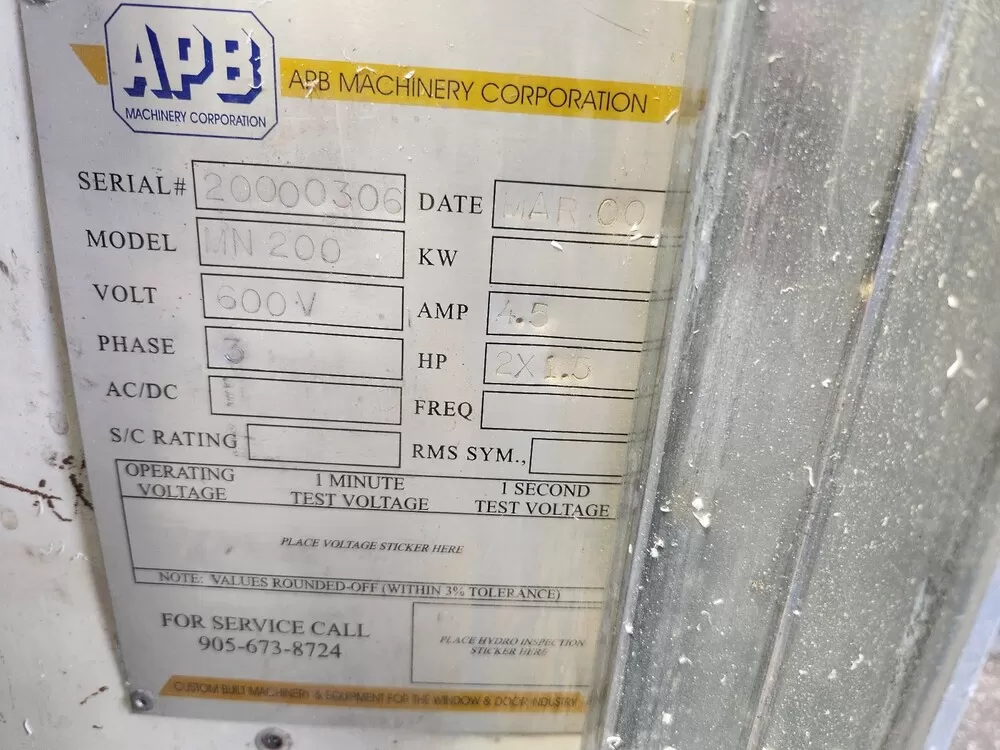 APB
MACHINERY CORPORATION
APB MACHINERY CORPORATION
SERIAL# 20000306 DATE MAR 00
MODEL MN 200 KW
VOLT 600 V AMP 4.5
PHASE 3 HP 2X1.5
AC/DC FREQ
S/C RATING RMS SYM.,
OPERATING VOLTAGE 1 MINUTE TEST VOLTAGE 1 SECOND TEST VOLTAGE
PLACE VOLTAGE STICKER HERE
NOTE: VALUES ROUNDED-OFF (WITHIN 3% TOLERANCE)
FOR SERVICE CALL
905-673-8724
PLACE HYDRO INSPECTION
STICKER HERE
CUSTOM BUILT MACHINERY & EQUIPMENT FOR THE WINDOW & DOOR INDUSTRY